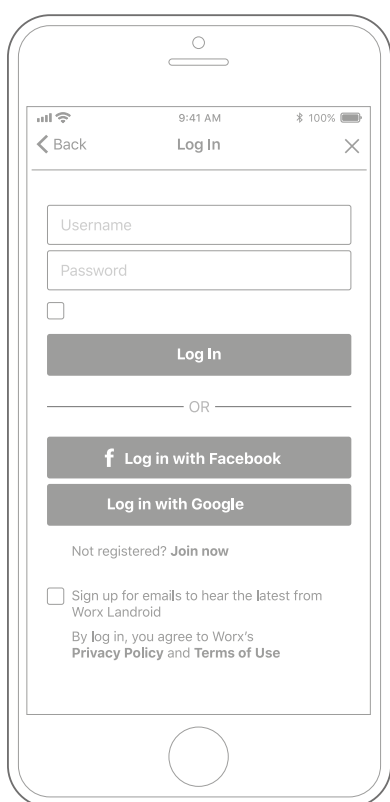 9:41 AM 100%
Back Log In
Username
Password
Log In
OR
f Log in with Facebook
Log in with Google
Not registered? Join now
Sign up for emails to hear the latest from
Worx Landroid
By log in, you agree to Worx's
Privacy Policy and Terms of Use